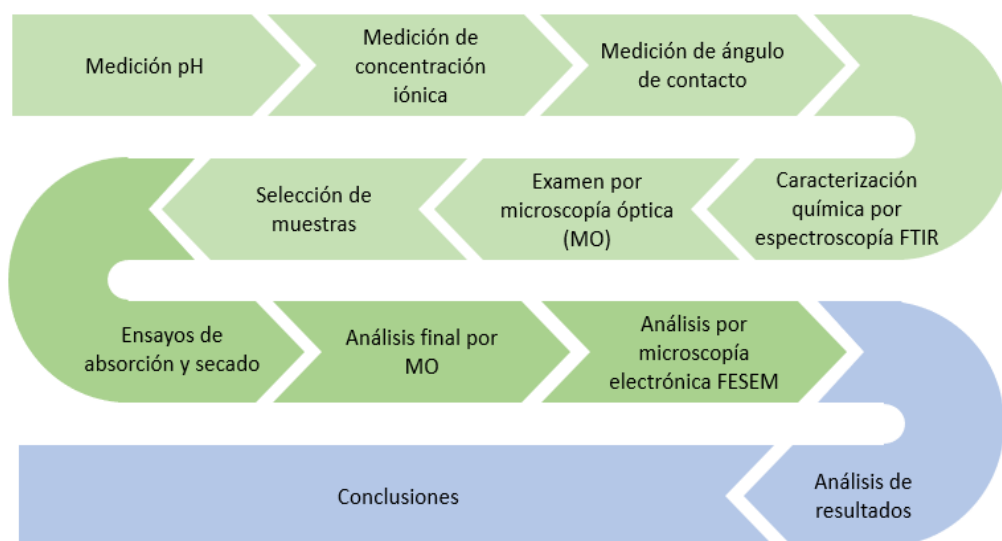 Medición pH
Medición de
concentración
iónica
Medición de ángulo
de contacto
Caracterización
química por
espectroscopía FTIR
Examen por
microscopía óptica
(MO)
Selección de
muestras
Ensayos de
absorción y secado
Análisis final por
MO
Análisis por
microscopía
electrónica FESEM
Análisis de
resultados
Conclusiones